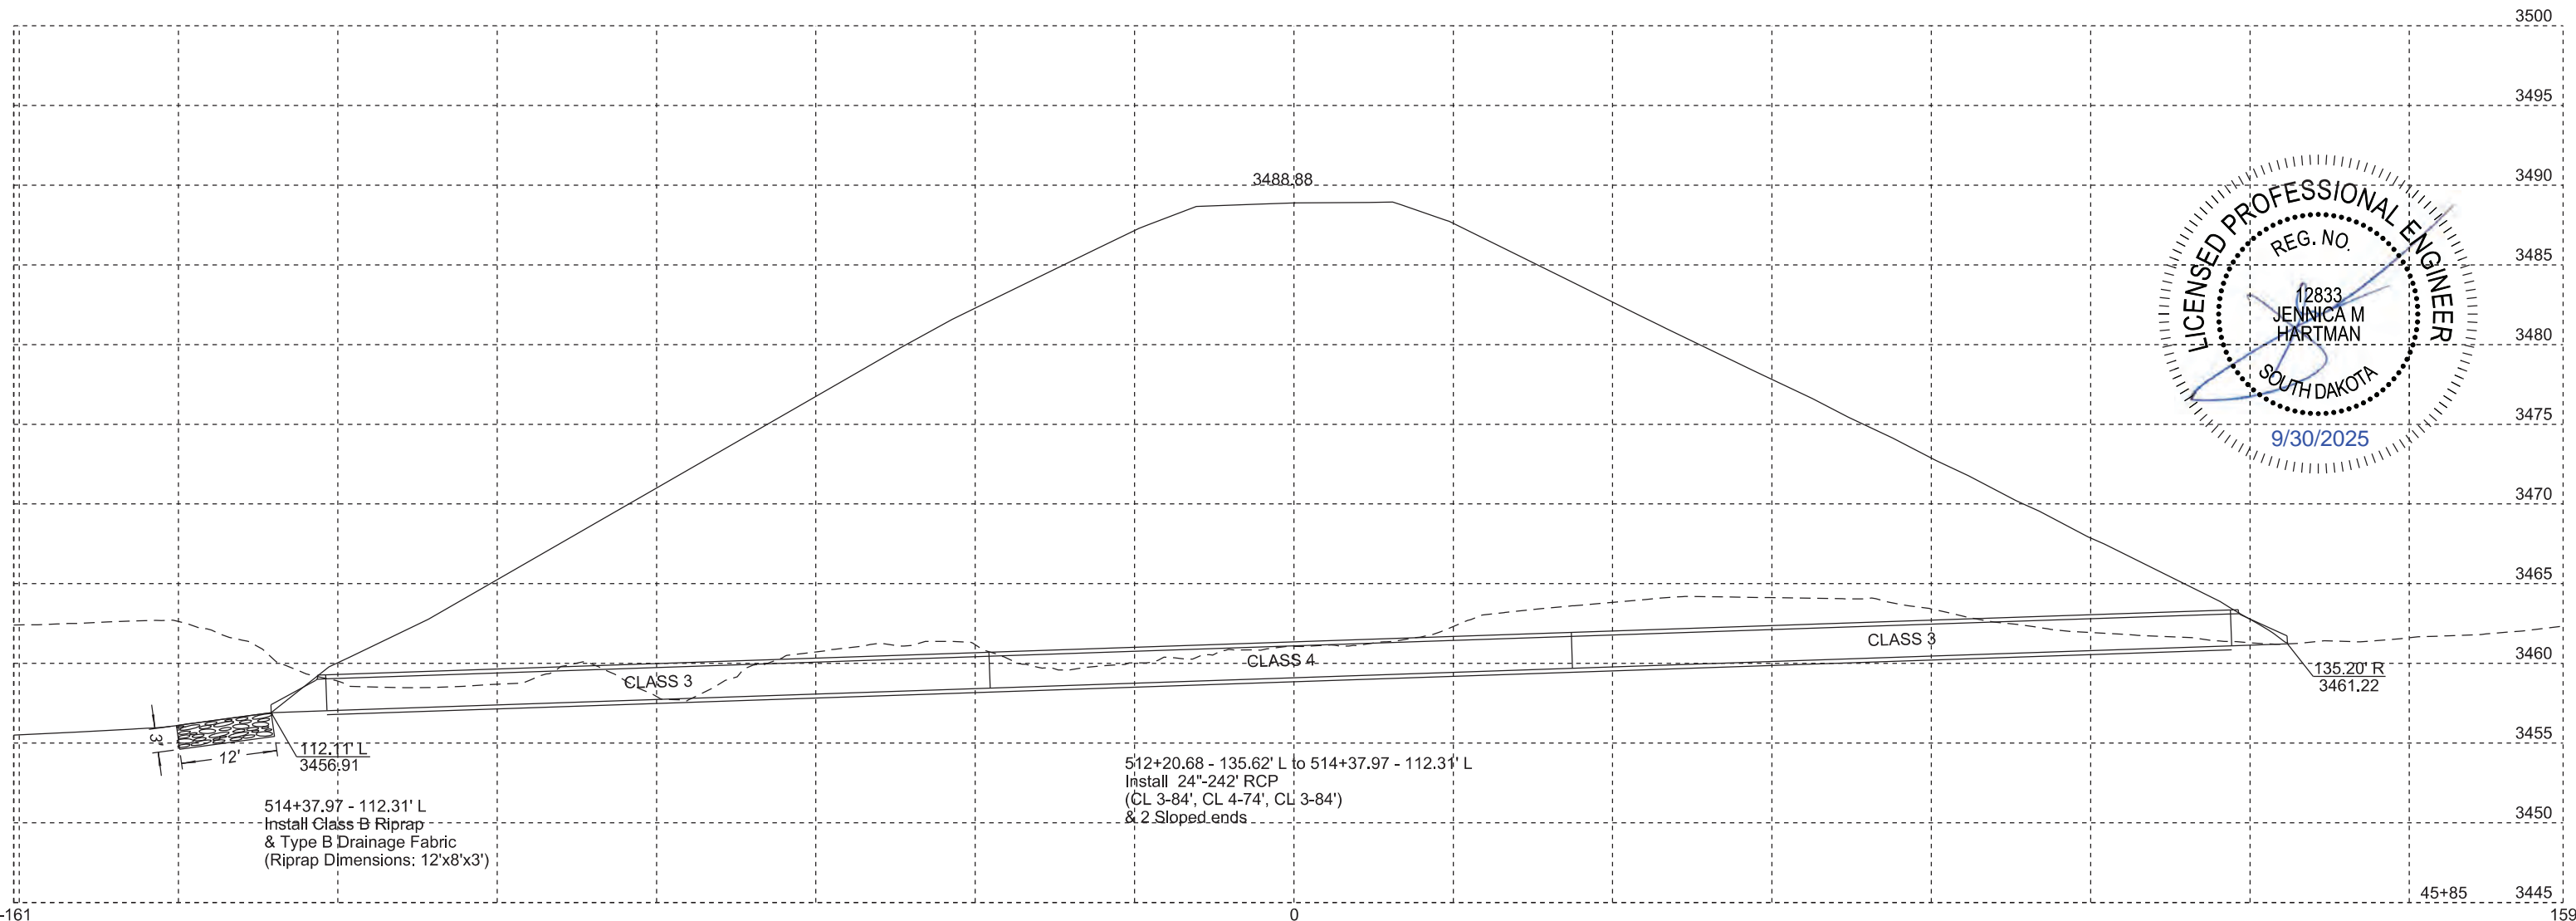 3500
3495
3490
3485
3480
3475
3470
3465
3460
3455
3450
3445
3488.88
LICENSED PROFESSIONAL ENGINEER
REG. NO.
12833
JENNICA M
HARTMAN
SOUTH DAKOTA
9/30/2025
CLASS 3
CLASS 4
CLASS 3
135.20' R
3461.22
3'
12'
112.11' L
3456.91
514+37.97 - 112.31' L
Install Class B Riprap
& Type B Drainage Fabric
(Riprap Dimensions: 12'x8'x3')
512+20.68 - 135.62' L to 514+37.97 - 112.31' L
Install 24"-242' RCP
(CL 3-84', CL 4-74', CL 3-84')
& 2 Sloped ends
45+85
-161
0
159